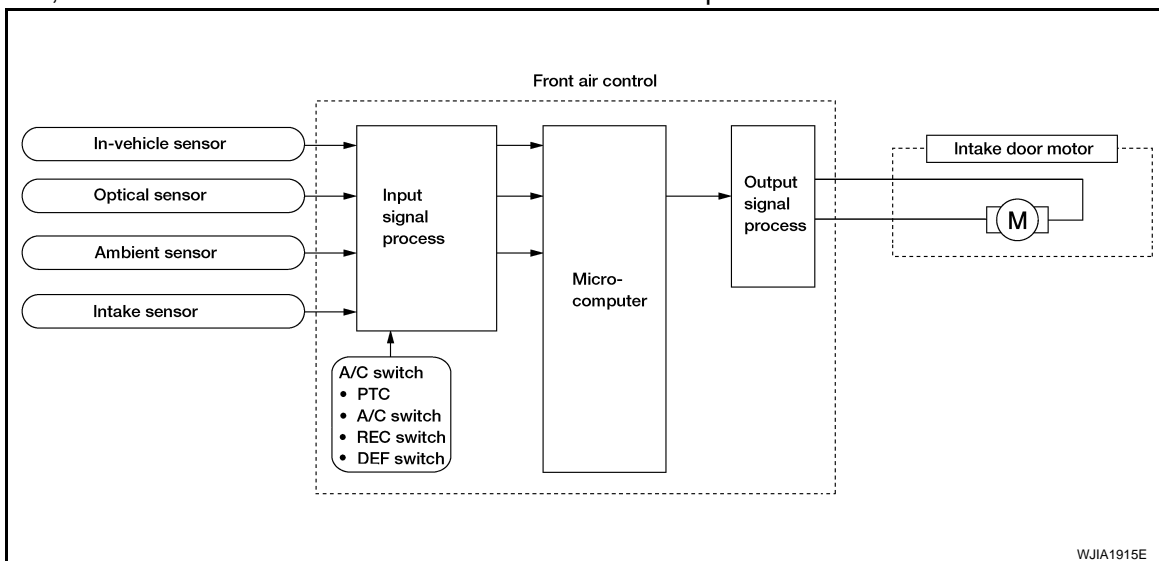 Front air control
In-vehicle sensor
Optical sensor
Ambient sensor
Intake sensor
Input
signal
process
A/C switch
• PTC
• A/C switch
• REC switch
• DEF switch
Micro-
computer
Output
signal
process
Intake door motor
M
WJIA1915E